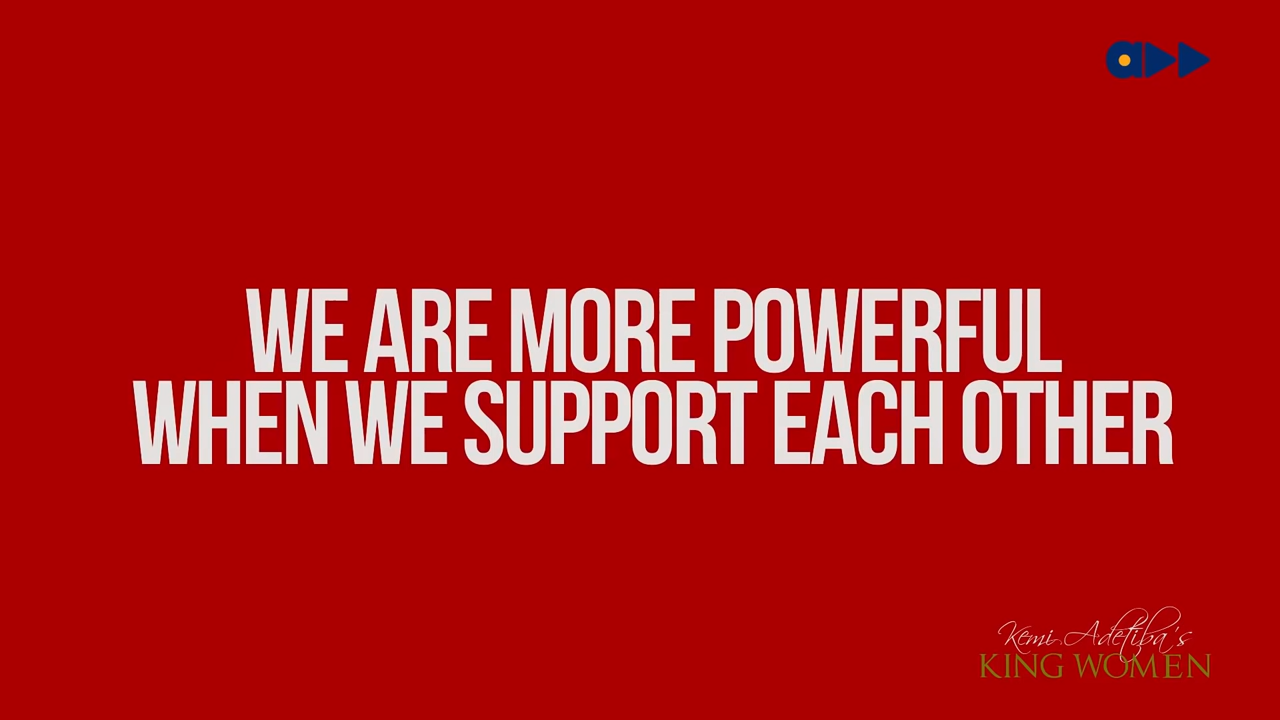 WE ARE MORE POWERFUL
WHEN WE SUPPORT EACH OTHER
Kemi Adetiba's
KING WOMEN